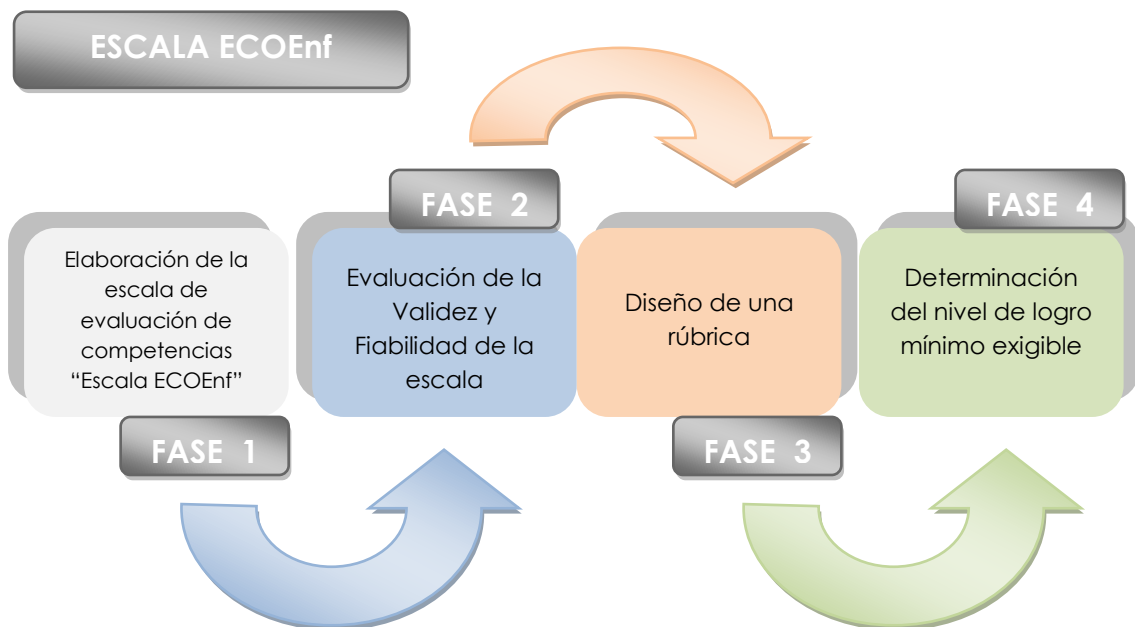 ESCALA ECOEnf
FASE 1
Elaboración de la
escala de
evaluación de
competencias
“Escala ECOEnf”
FASE 2
Evaluación de la
Validez y
Fiabilidad de la
escala
FASE 3
Diseño de una
rúbrica
FASE 4
Determinación
del nivel de logro
mínimo exigible